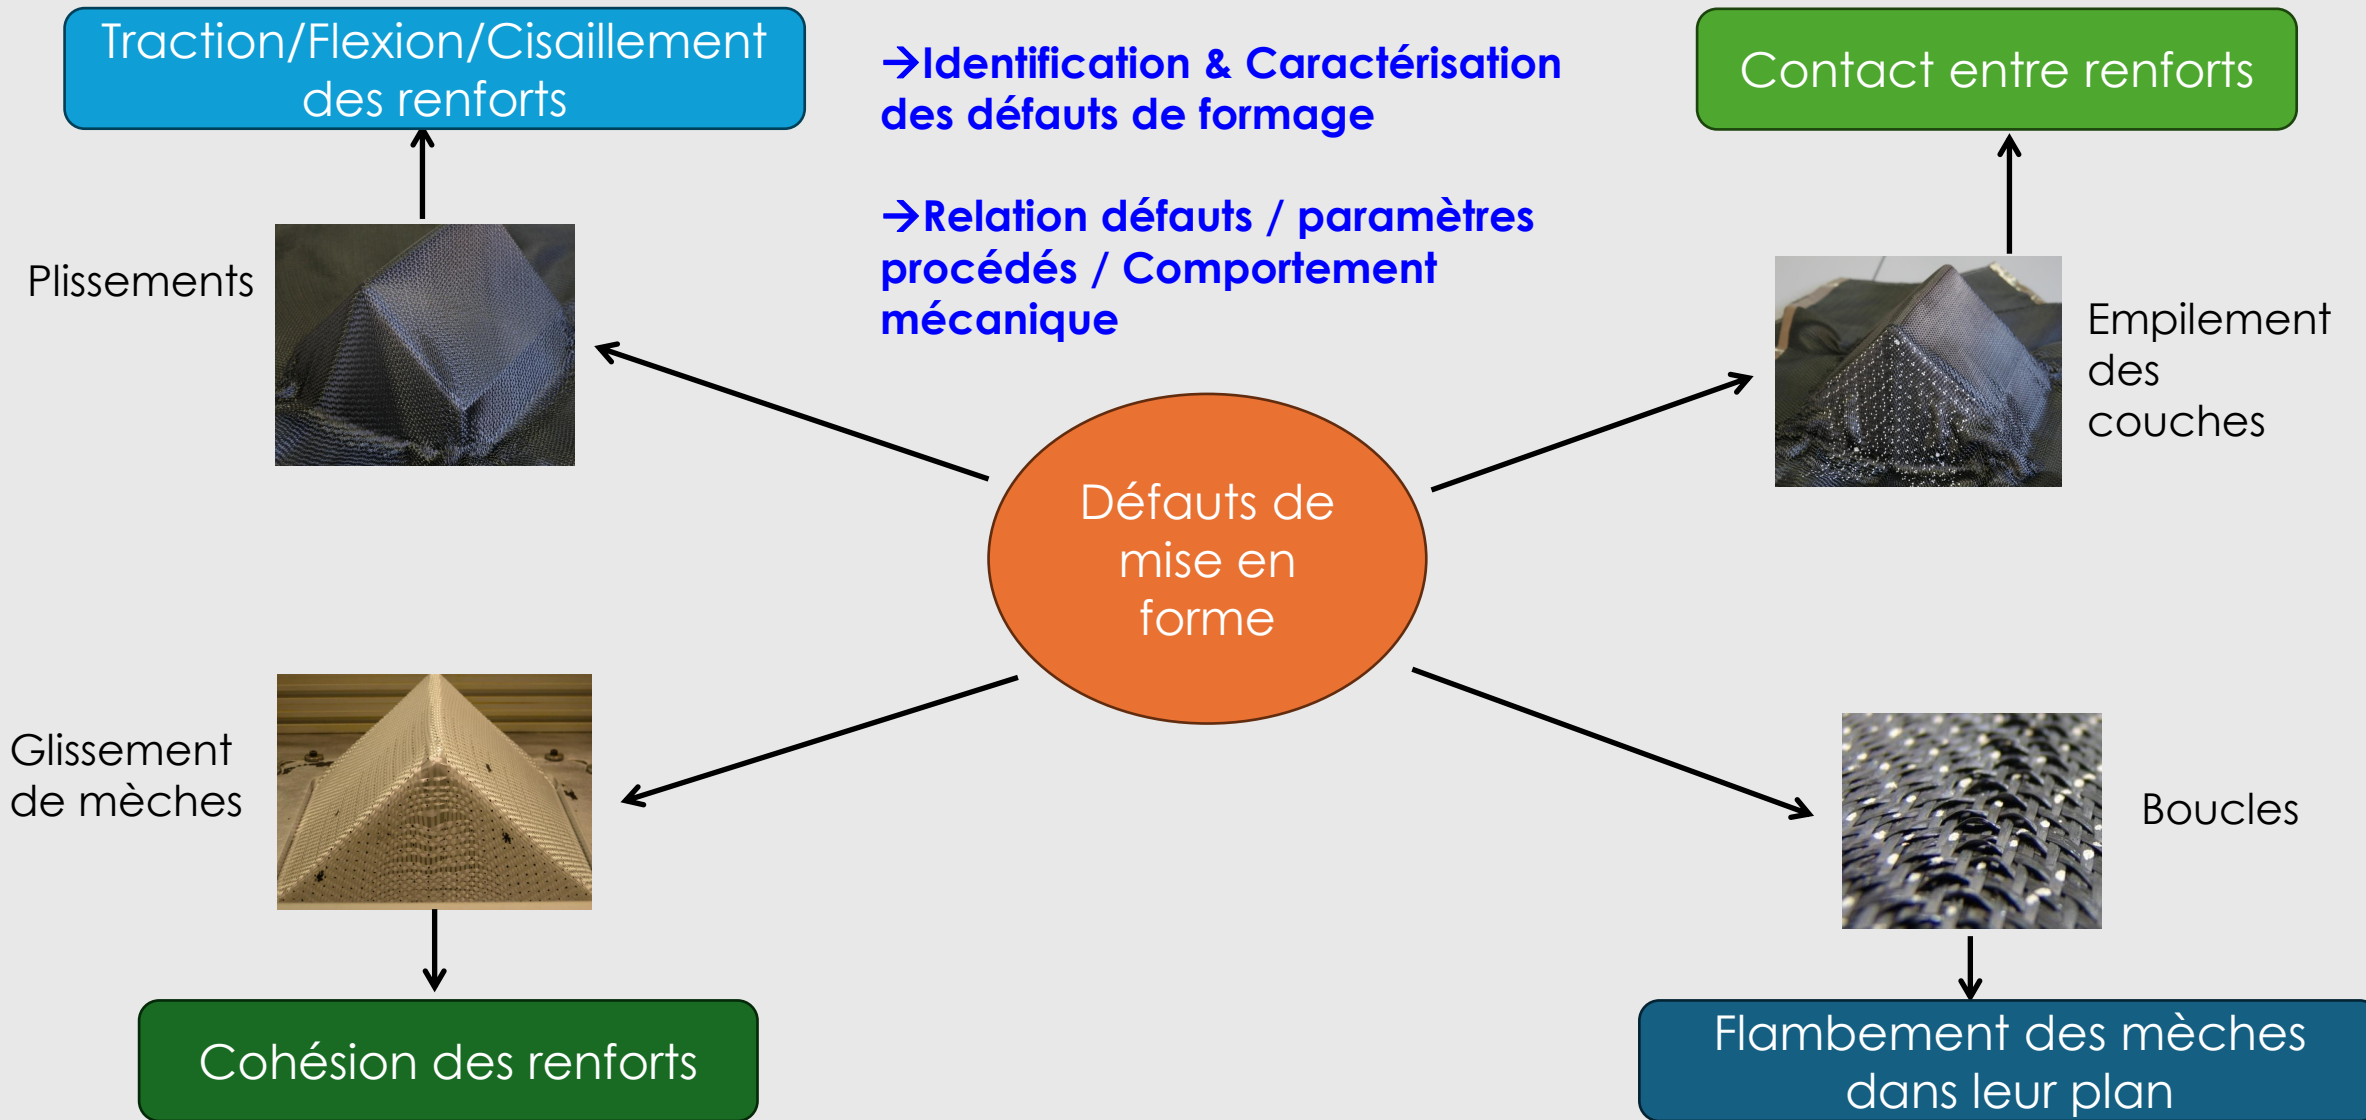 Traction/Flexion/Cisaillement
des renforts
→Identification & Caractérisation
des défauts de formage
→Relation défauts / paramètres
procédés / Comportement
mécanique
Contact entre renforts
Plissements
Empilement
des
couches
Défauts de
mise en
forme
Glissement
de mèches
Boucles
Cohésion des renforts
Flambement des mèches
dans leur plan